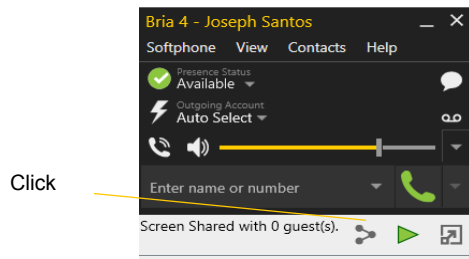 Bria 4 - Joseph Santos
Softphone View Contacts Help
Presence Status
Available
Outgoing Account
Auto Select
Enter name or number
Click
Screen Shared with 0 guest(s).